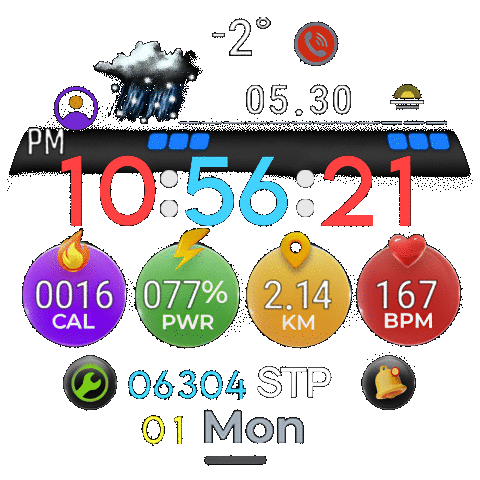 -2°
05.30
PM
10:56:21
0016 077% 2.14 167
CAL PWR KM BPM
06304 STP
01 Mon